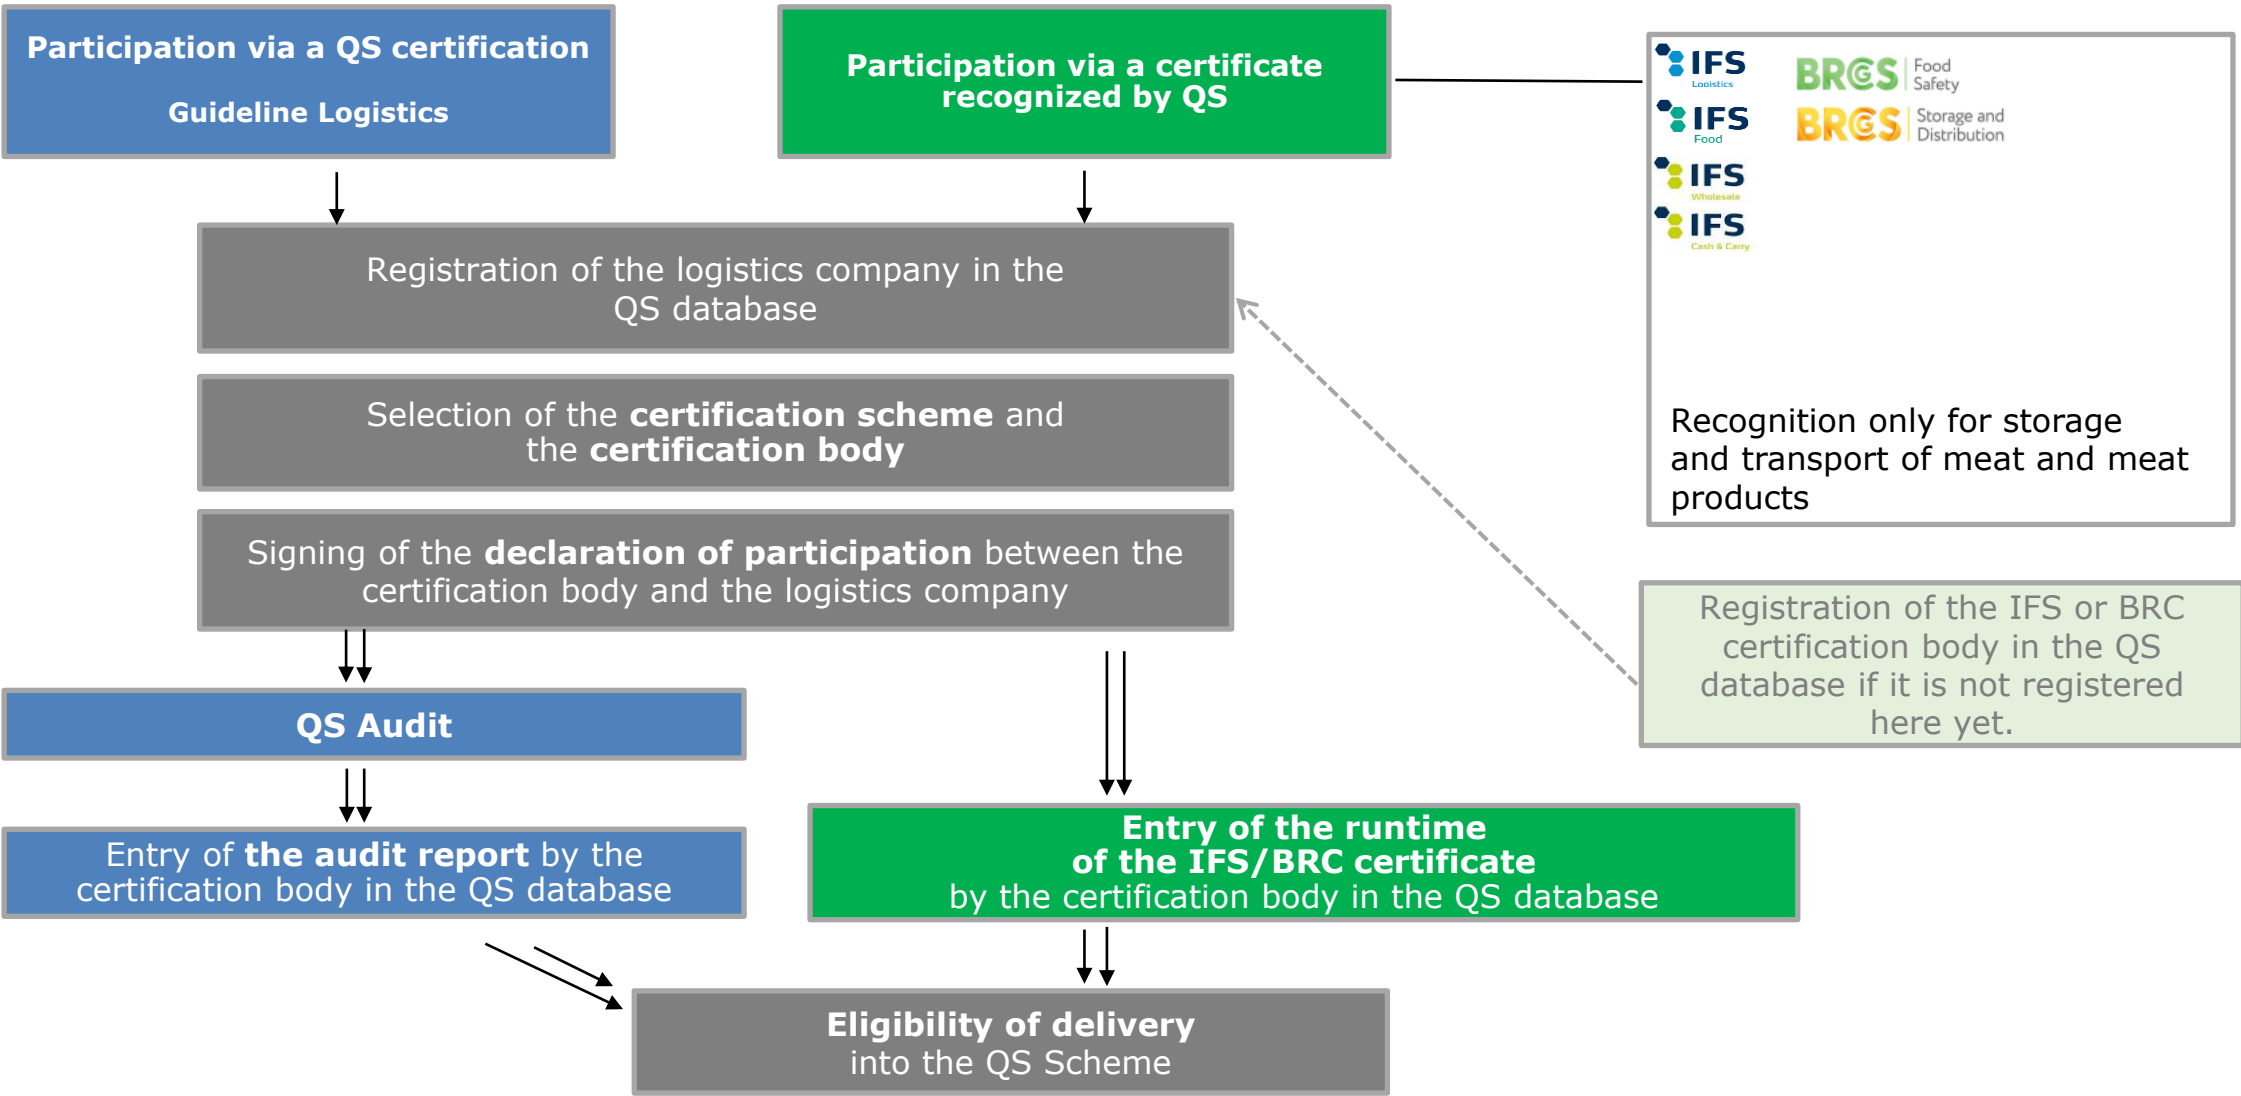 Participation via a QS certification
Guideline Logistics
Participation via a certificate
recognized by QS
IFS
Logistics
IFS
Food
IFS
Wholesale
IFS
Cash & Carry
BRCGS Food
Safety
BRCGS Storage and
Distribution
Recognition only for storage
and transport of meat and meat
products
Registration of the logistics company in the
QS database
Selection of the certification scheme and
the certification body
Signing of the declaration of participation between the
certification body and the logistics company
Registration of the IFS or BRC
certification body in the QS
database if it is not registered
here yet.
QS Audit
Entry of the audit report by the
certification body in the QS database
Entry of the runtime
of the IFS/BRC certificate
by the certification body in the QS database
Eligibility of delivery
into the QS Scheme